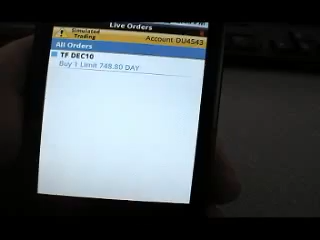 Live Orders
Simulated
Trading
Account DU4543
All Orders
TF DEC10
Buy 1 Limit 748.80 DAY